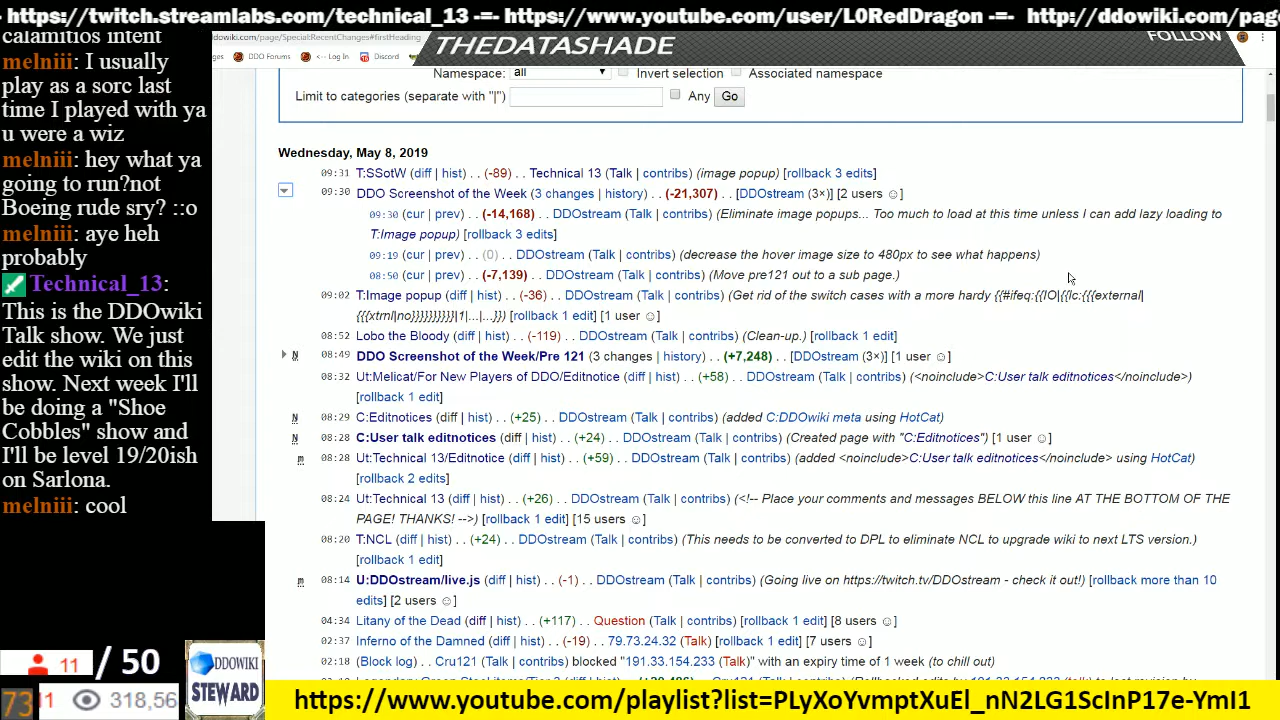 - https://twitch.streamlabs.com/technical_13 -=- https://www.youtube.com/user/L0RedDragon -=- http://ddowiki.com/page
calamitios intent
melniii: I usually
play as a sorc last
time I played with ya
u were a wiz
melniii: hey what ya
going to run?not
Boeing rude sry? ::o
melniii: aye heh
probably
Technical_13:
This is the DDOwiki
Talk show. We just
edit the wiki on this
show. Next week I'll
be doing a "Shoe
Cobbles" show and
I'll be level 19/20ish
on Sarlona.
melniii: cool
11 / 50
73
318,56
DDOWIKI
STEWARD
dowiki.com/page/Special:RecentChanges#firstHeading
ges DDO Forums <-- Log In Discord
THEDATASHADE
FOLLOW
Namespace: all Invert selection Associated namespace
Limit to categories (separate with "|") Any Go
Wednesday, May 8, 2019
09:31 T:SSotW (diff | hist) . . (-89) . . Technical 13 (Talk | contribs) (image popup) [rollback 3 edits]
09:30 DDO Screenshot of the Week (3 changes | history) . . (-21,307) . . [DDOstream (3×)] [2 users ☺]
09:30 (cur | prev) . . (-14,168) . . DDOstream (Talk | contribs) (Eliminate image popups... Too much to load at this time unless I can add lazy loading to
T:Image popup) [rollback 3 edits]
09:19 (cur | prev) . . (0) . . DDOstream (Talk | contribs) (decrease the hover image size to 480px to see what happens)
08:50 (cur | prev) . . (-7,139) . . DDOstream (Talk | contribs) (Move pre121 out to a sub page.)
09:02 T:Image popup (diff | hist) . . (-36) . . DDOstream (Talk | contribs) (Get rid of the switch cases with a more hardy {{#ifeq:{{IO|{{lc:{{{external|
{{{xtrnl|no}}}}}}}}}}|1|...|...}}) [rollback 1 edit] [1 user ☺]
08:52 Lobo the Bloody (diff | hist) . . (-119) . . DDOstream (Talk | contribs) (Clean-up.) [rollback 1 edit]
N 08:49 DDO Screenshot of the Week/Pre 121 (3 changes | history) . . (+7,248) . . [DDOstream (3×)] [1 user ☺]
08:32 Ut:Melicat/For New Players of DDO/Editnotice (diff | hist) . . (+58) . . DDOstream (Talk | contribs) (<noinclude>C:User talk editnotices</noinclude>)
[rollback 1 edit]
N 08:29 C:Editnotices (diff | hist) . . (+25) . . DDOstream (Talk | contribs) (added C:DDOwiki meta using HotCat)
N 08:28 C:User talk editnotices (diff | hist) . . (+24) . . DDOstream (Talk | contribs) (Created page with "C:Editnotices") [1 user ☺]
m 08:28 Ut:Technical 13/Editnotice (diff | hist) . . (+59) . . DDOstream (Talk | contribs) (added <noinclude>C:User talk editnotices</noinclude> using HotCat)
[rollback 2 edits]
08:24 Ut:Technical 13 (diff | hist) . . (+26) . . DDOstream (Talk | contribs) (<!-- Place your comments and messages BELOW this line AT THE BOTTOM OF THE
PAGE! THANKS! -->) [rollback 1 edit] [15 users ☺]
08:20 T:NCL (diff | hist) . . (+24) . . DDOstream (Talk | contribs) (This needs to be converted to DPL to eliminate NCL to upgrade wiki to next LTS version.)
[rollback 1 edit]
m 08:14 U:DDOstream/live.js (diff | hist) . . (-1) . . DDOstream (Talk | contribs) (Going live on https://twitch.tv/DDOstream - check it out!) [rollback more than 10
edits] [2 users ☺]
04:34 Litany of the Dead (diff | hist) . . (+117) . . Question (Talk | contribs) [rollback 1 edit] [8 users ☺]
02:37 Inferno of the Damned (diff | hist) . . (-19) . . 79.73.24.32 (Talk) [rollback 1 edit] [7 users ☺]
02:18 (Block log) . . Cru121 (Talk | contribs) blocked "191.33.154.233 (Talk)" with an expiry time of 1 week (to chill out)
https://www.youtube.com/playlist?list=PLyXoYvmptXuEl_nN2LG1ScInP17e-YmI1